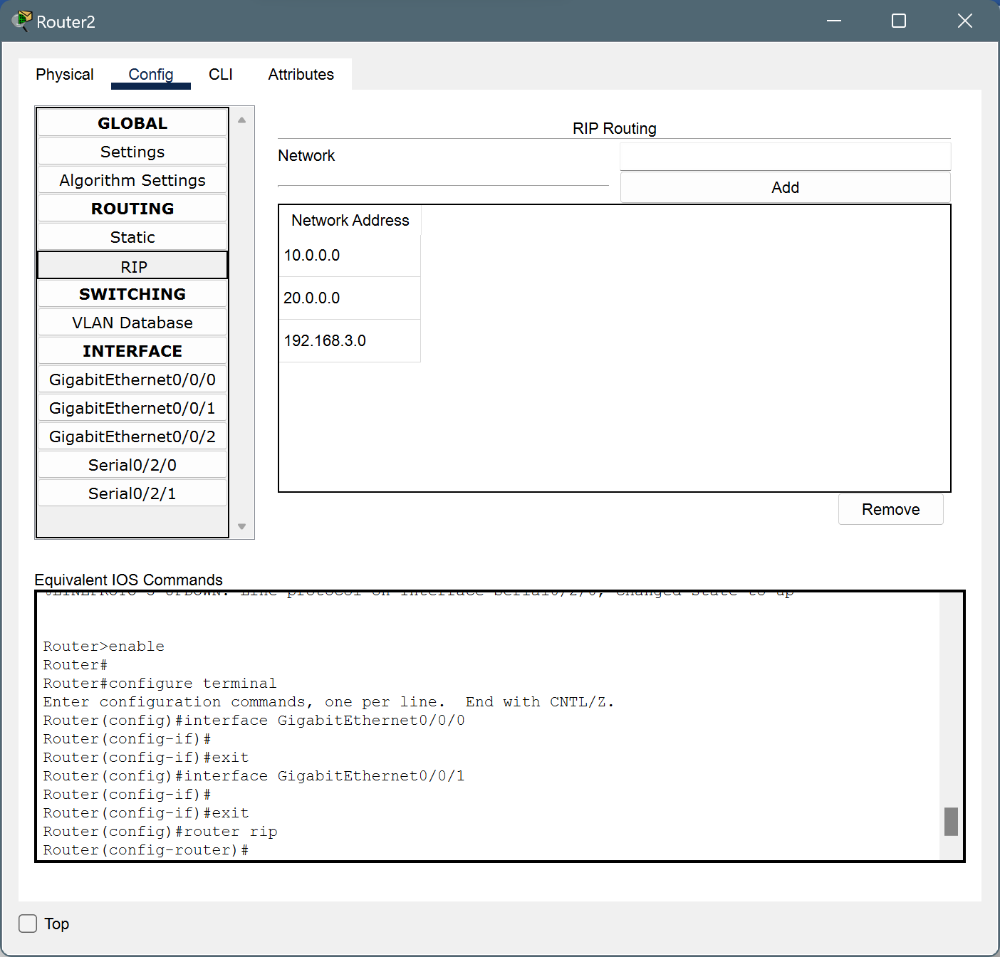 Router2
Physical
Config
CLI
Attributes
GLOBAL
Settings
Algorithm Settings
ROUTING
Static
RIP
SWITCHING
VLAN Database
INTERFACE
GigabitEthernet0/0/0
GigabitEthernet0/0/1
GigabitEthernet0/0/2
Serial0/2/0
Serial0/2/1
RIP Routing
Network
Add
Network Address
10.0.0.0
20.0.0.0
192.168.3.0
Remove
Equivalent IOS Commands
Line protocol on Interface Serial0/2/0, changed state to up
Router>enable
Router#
Router#configure terminal
Enter configuration commands, one per line.  End with CNTL/Z.
Router(config)#interface GigabitEthernet0/0/0
Router(config-if)#
Router(config-if)#exit
Router(config)#interface GigabitEthernet0/0/1
Router(config-if)#
Router(config-if)#exit
Router(config)#router rip
Router(config-router)#
Top